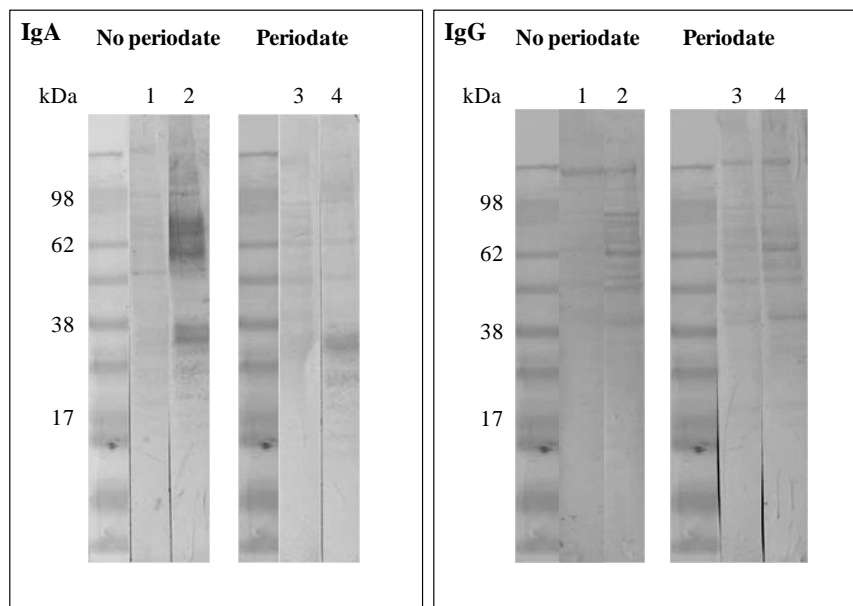 IgA No periodate Periodate
kDa 1 2 3 4
98
62
38
17
IgG No periodate Periodate
kDa 1 2 3 4
98
62
38
17